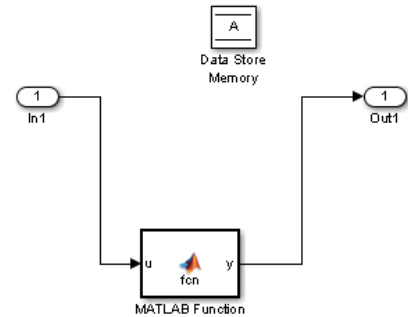 A
Data Store
Memory
1
In1
1
Out1
u
y
fcn
MATLAB Function